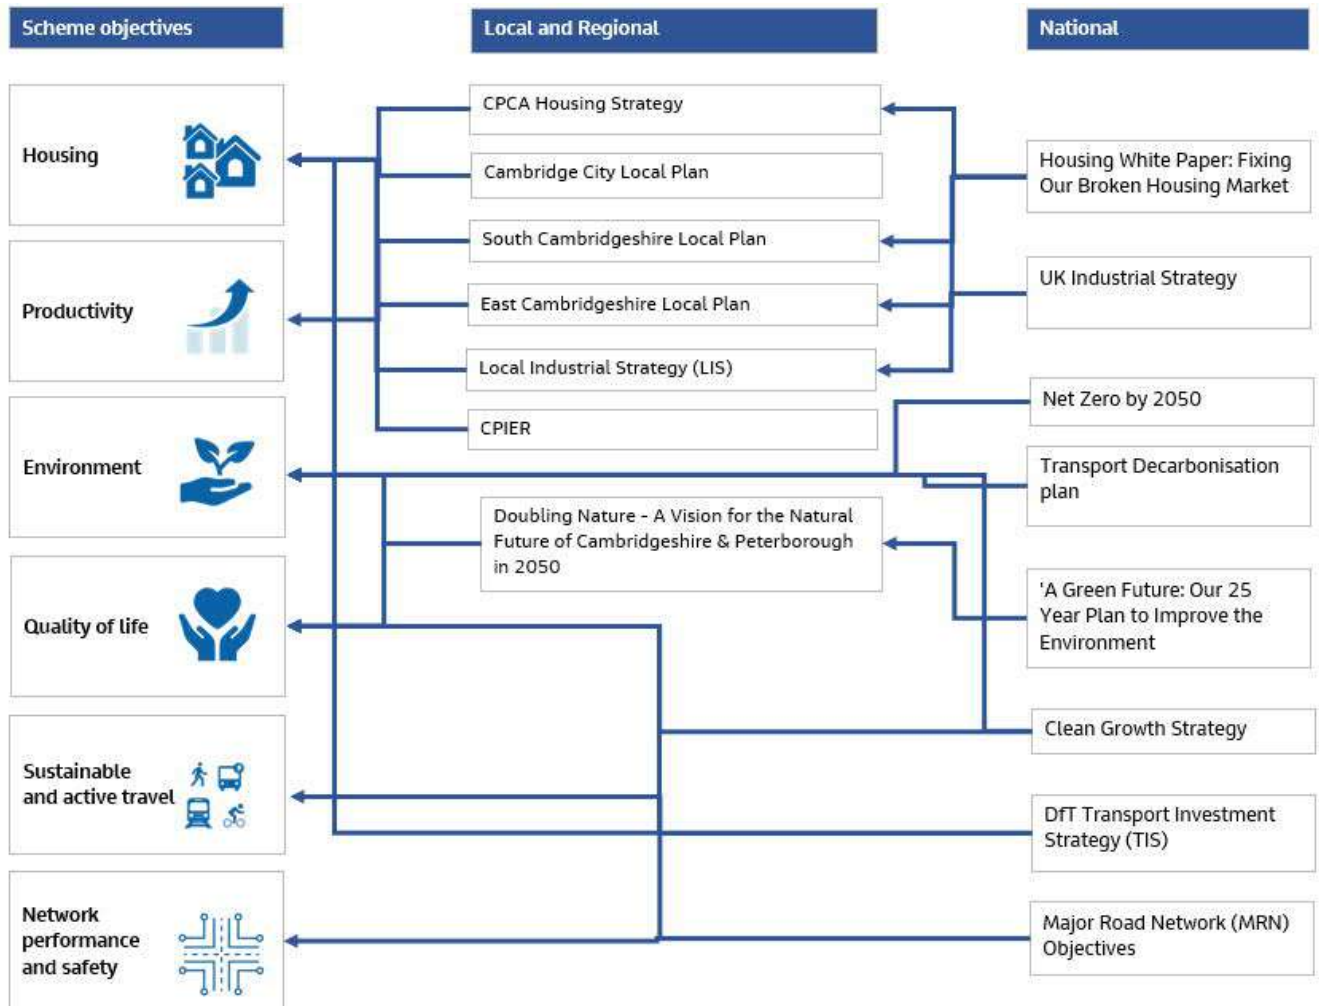 Scheme objectives
Housing
Productivity
Environment
Quality of life
Sustainable
and active travel
Network
performance
and safety
Local and Regional
CPCA Housing Strategy
Cambridge City Local Plan
South Cambridgeshire Local Plan
East Cambridgeshire Local Plan
Local Industrial Strategy (LIS)
CPIER
Doubling Nature - A Vision for the Natural
Future of Cambridgeshire & Peterborough
in 2050
National
Housing White Paper: Fixing
Our Broken Housing Market
UK Industrial Strategy
Net Zero by 2050
Transport Decarbonisation
plan
'A Green Future: Our 25
Year Plan to Improve the
Environment
Clean Growth Strategy
DfT Transport Investment
Strategy (TIS)
Major Road Network (MRN)
Objectives